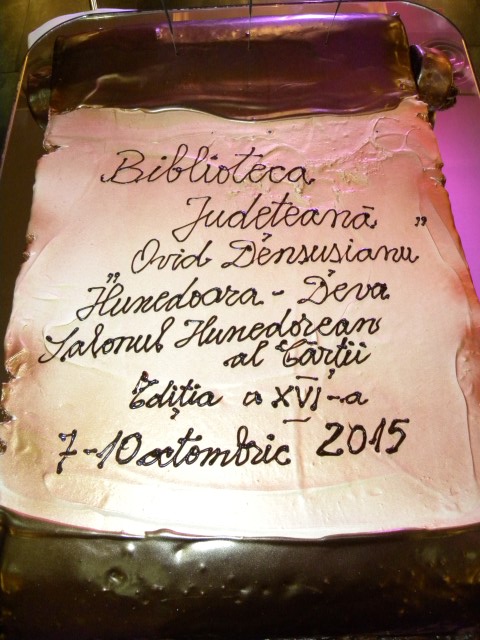 Biblioteca
Județeană
„Ovid Densusianu”
Hunedoara - Deva
Salonul Hunedorean
al Cărții
Ediția a XVI-a
7-10 octombrie 2015